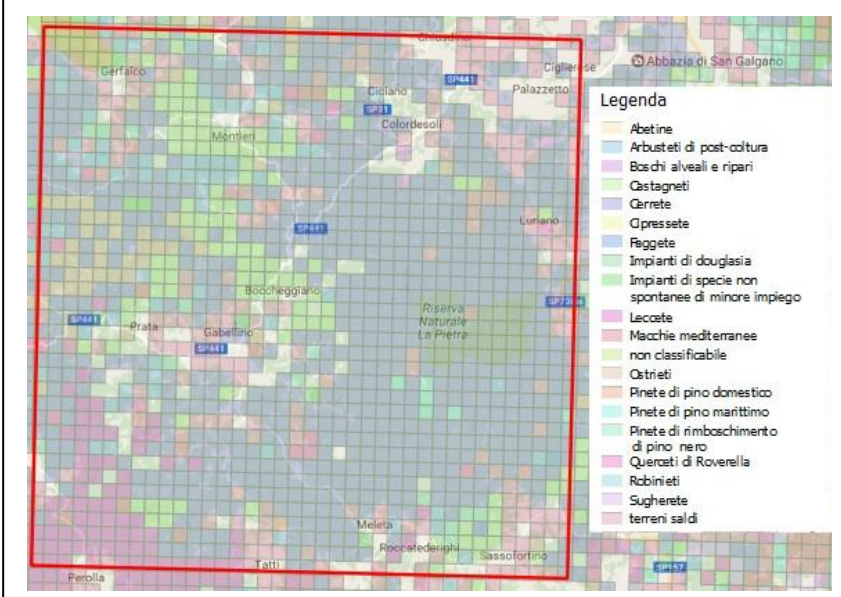 Chiusdino
Gerfalco
Ciglierese
Abbazia di San Galgano
SP441
Ciciano
Palazzetto
SP31
Colordesoli
Montieri
Luriano
SP441
Boccheggiano
Riserva
Naturale
La Pietra
SP73bis
SP441
Prata
Gabellino
SP441
Meleta
Roccatederighi
Sassofortino
Tatti
SP157
Perolla
Legenda
Abetine
Arbusteti di post-coltura
Boschi alveali e ripari
Castagneti
Cerrete
Cipressete
Faggete
Impianti di douglasia
Impianti di specie non
spontanee di minore impiego
Leccete
Macchie mediterranee
non classificabile
Ostrieti
Pinete di pino domestico
Pinete di pino marittimo
Pinete di rimboschimento
di pino nero
Querceti di Roverella
Robinieti
Sugherete
terreni saldi